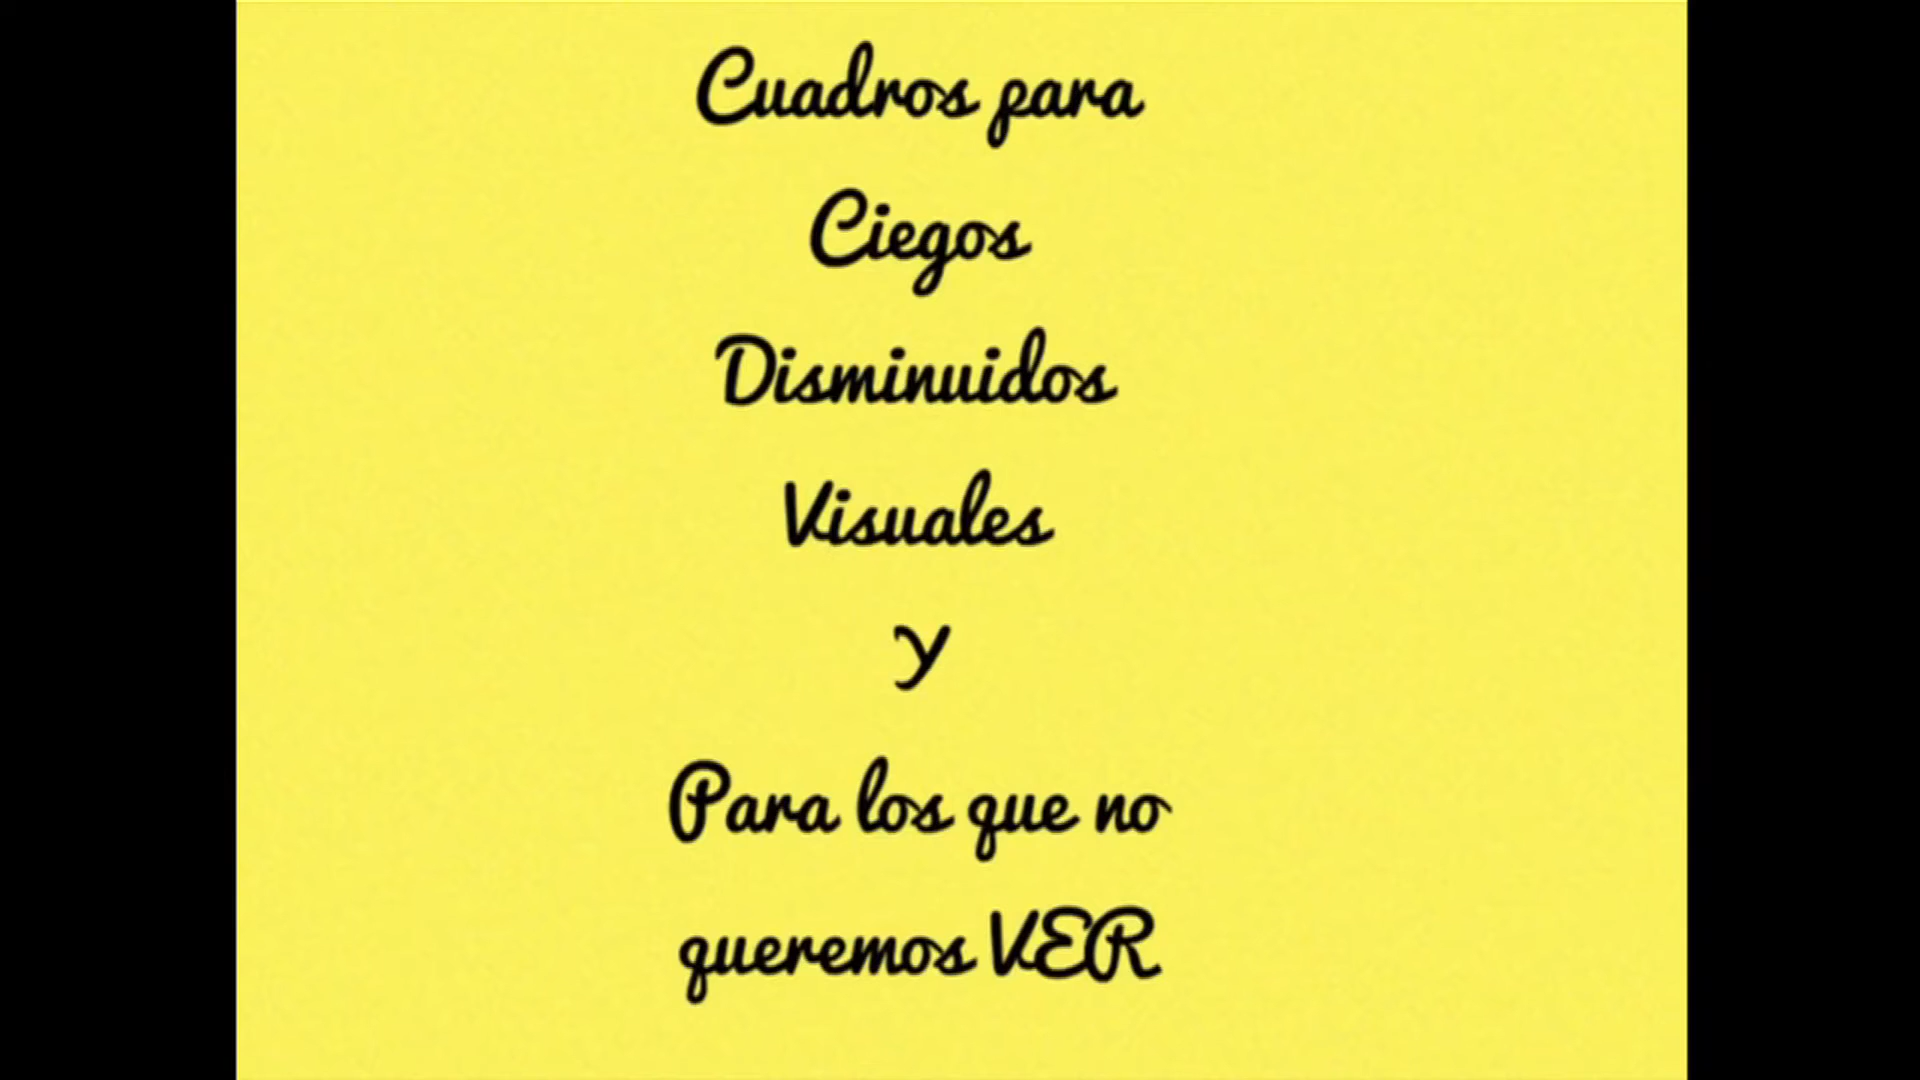 Cuadros para
Ciegos
Disminuidos
Visuales
Y
Para los que no
queremos VER